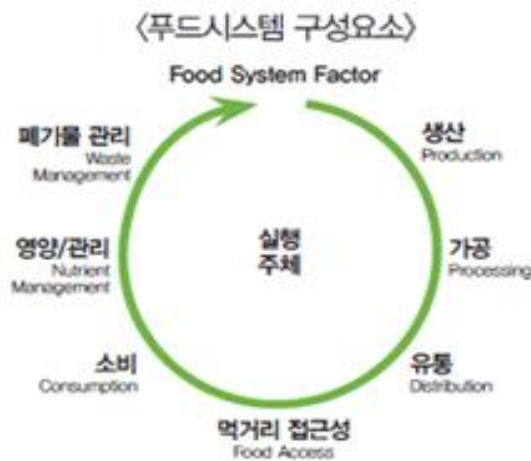 〈푸드시스템 구성요소〉
Food System Factor
생산
Production
가공
Processing
유통
Distribution
먹거리 접근성
Food Access
소비
Consumption
영양/관리
Nutrient
Management
폐기물 관리
Waste
Management
실행
주체